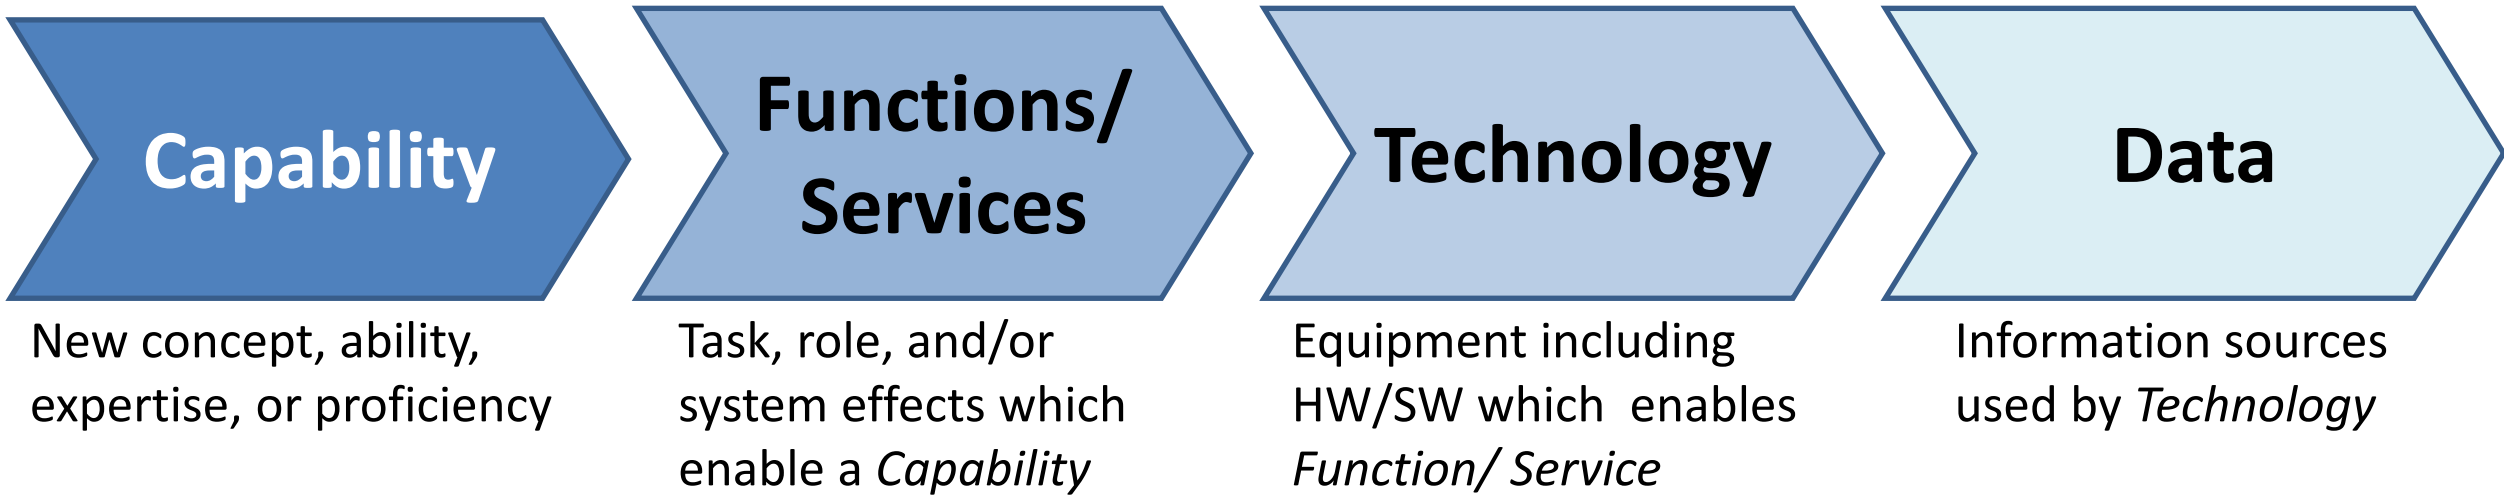 Capability
Functions/
Services
Technology
Data
New concept, ability,
expertise, or proficiency
Task, role, and/or
system effects which
enable a Capability
Equipment including
HW/SW which enables
Function/Service
Information sources
used by Technology